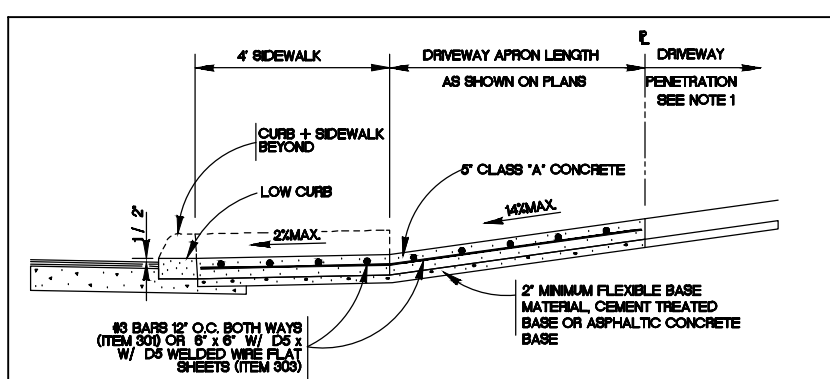 4' SIDEWALK
DRIVEWAY APRON LENGTH
AS SHOWN ON PLANS
PL
DRIVEWAY
PENETRATION
SEE NOTE 1
CURB + SIDEWALK
BEYOND
LOW CURB
5" CLASS "A" CONCRETE
1/2"
2%MAX.
14%MAX.
#3 BARS 12" O.C. BOTH WAYS
(ITEM 301) OR 6" x 6" W/ D5 x
W/ D5 WELDED WIRE FLAT
SHEETS (ITEM 303)
2" MINIMUM FLEXIBLE BASE
MATERIAL, CEMENT TREATED
BASE OR ASPHALTIC CONCRETE
BASE